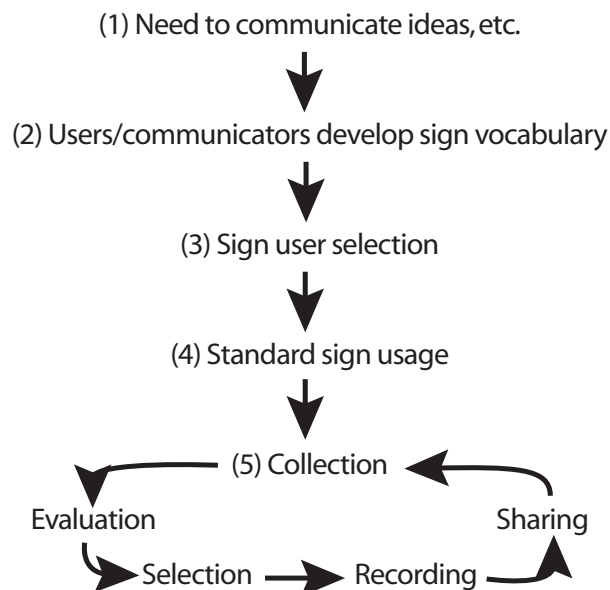 (1) Need to communicate ideas, etc.
(2) Users/communicators develop sign vocabulary
(3) Sign user selection
(4) Standard sign usage
(5) Collection
Evaluation
Sharing
Selection
Recording